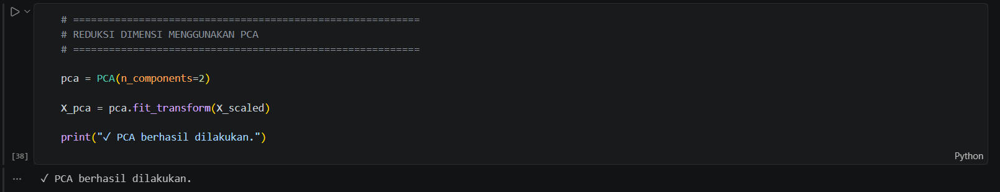 # ==========================================================
# REDUKSI DIMENSI MENGGUNAKAN PCA
# ==========================================================
pca = PCA(n_components=2)
X_pca = pca.fit_transform(X_scaled)
print("✓ PCA berhasil dilakukan.")
[38]
Python
✓ PCA berhasil dilakukan.